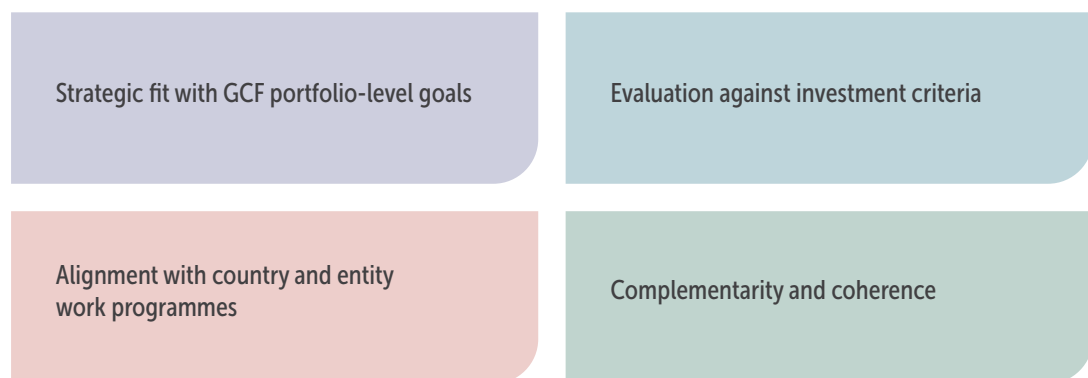 Strategic fit with GCF portfolio-level goals
Evaluation against investment criteria
Alignment with country and entity
work programmes
Complementarity and coherence